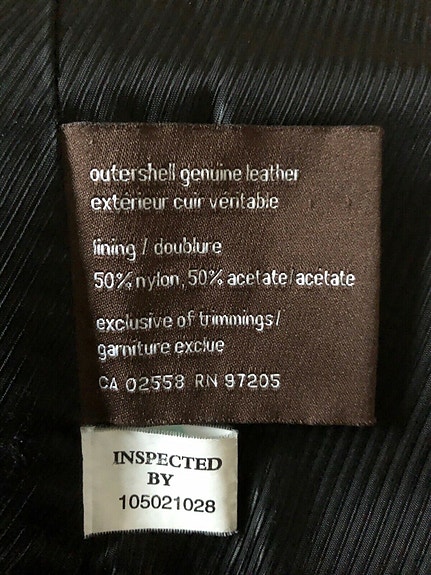 outershell genuine leather
extérieur cuir véritable
lining / doublure
50% nylon, 50% acetate/acétate
exclusive of trimmings/
garniture exclue
CA 02558 RN 97205
INSPECTED
BY
105021028